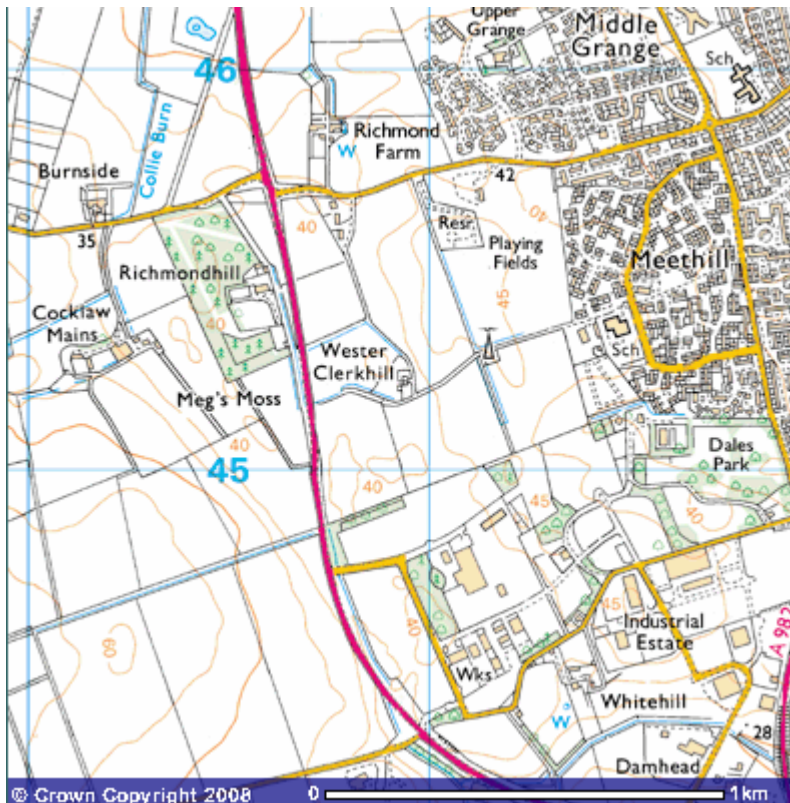 Upper
Grange
Middle
Grange
Sch
46
Richmond
Farm
W
Collie Burn
Burnside
42
40
40
35
Resr
Playing
Fields
45
Meethill
Richmondhill
40
Cocklaw
Mains
Sch
Wester
Clerkhill
40
Meg's Moss
40
45
Dales
Park
40
45
40
60
40
45
Industrial
Estate
A 982
Wks
Whitehill
W
28
Damhead
© Crown Copyright 2008 0 1km